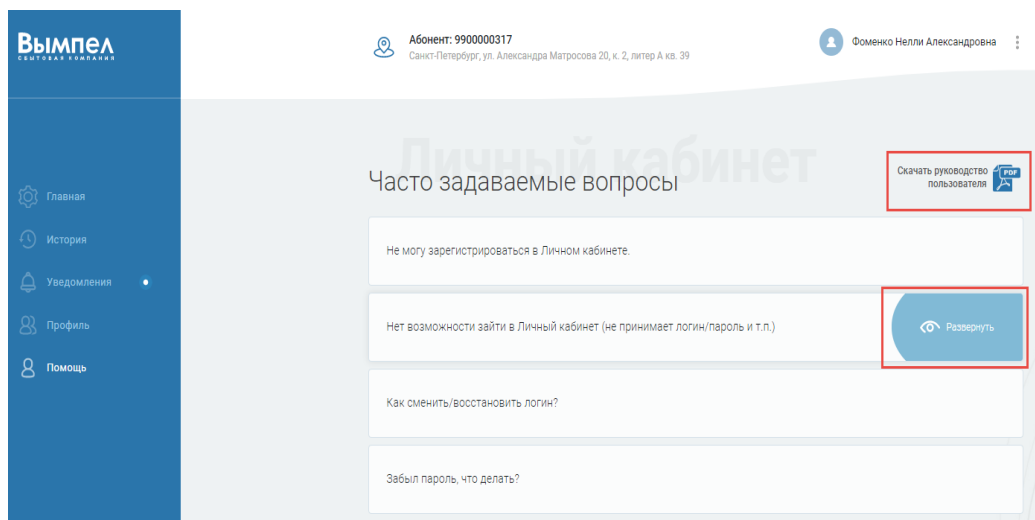 Вымпел
СБЫТОВАЯ КОМПАНИЯ
Абонент: 9900000317
Санкт-Петербург, ул. Александра Матросова 20, к. 2, литер А кв. 39
Фоменко Нелли Александровна
Личный кабинет
Часто задаваемые вопросы
Скачать руководство
пользователя
PDF
Главная
История
Уведомления
Профиль
Помощь
Не могу зарегистрироваться в Личном кабинете.
Нет возможности зайти в Личный кабинет (не принимает логин/пароль и т.п.)
Развернуть
Как сменить/восстановить логин?
Забыл пароль, что делать?